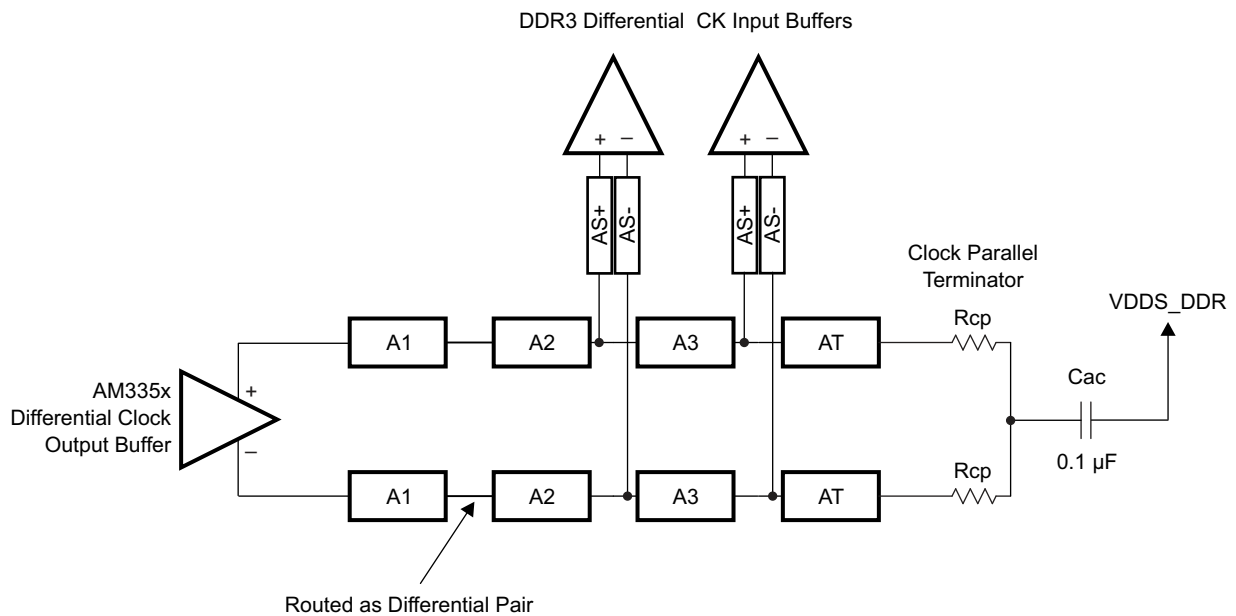 DDR3 Differential CK Input Buffers
+ − + −
AS+ AS- AS+ AS-
Clock Parallel
Terminator
VDDS_DDR
Rcp
A1 A2 A3 AT
AM335x
Differential Clock
Output Buffer
+
−
Cac
0.1 µF
Rcp
A1 A2 A3 AT
Routed as Differential Pair